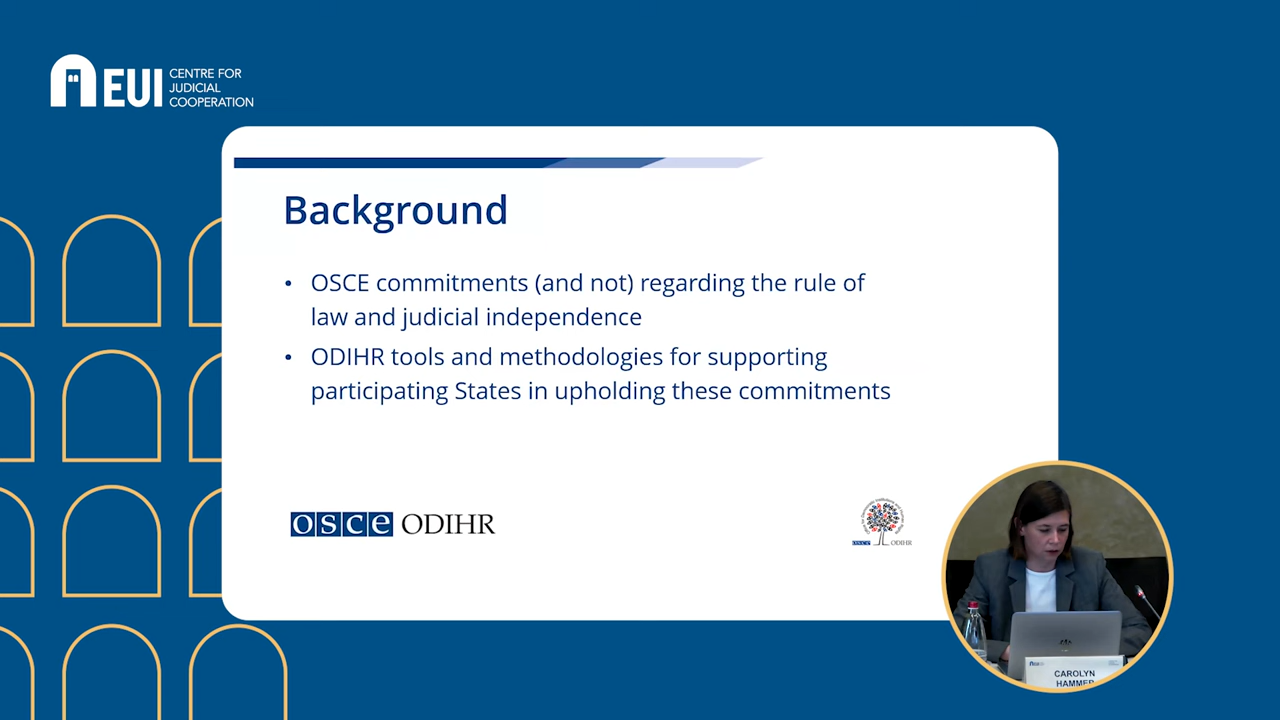 EUI
CENTRE FOR
JUDICIAL
COOPERATION
Background
• OSCE commitments (and not) regarding the rule of
law and judicial independence
• ODIHR tools and methodologies for supporting
participating States in upholding these commitments
osce ODIHR
ODIHR
CAROLYN
HAMMER